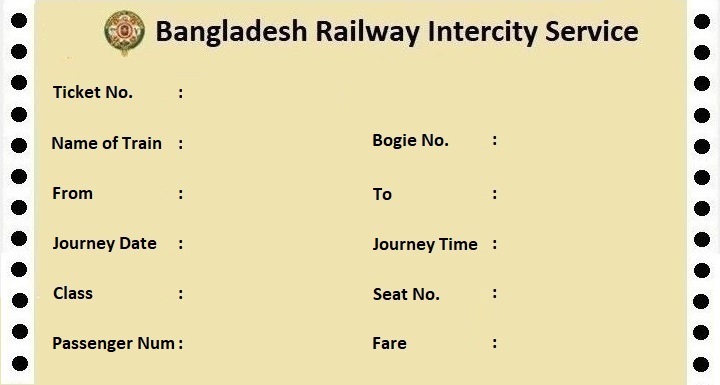 Bangladesh Railway Intercity Service
Ticket No. :
Name of Train : Bogie No. :
From : To :
Journey Date : Journey Time :
Class : Seat No. :
Passenger Num : Fare :